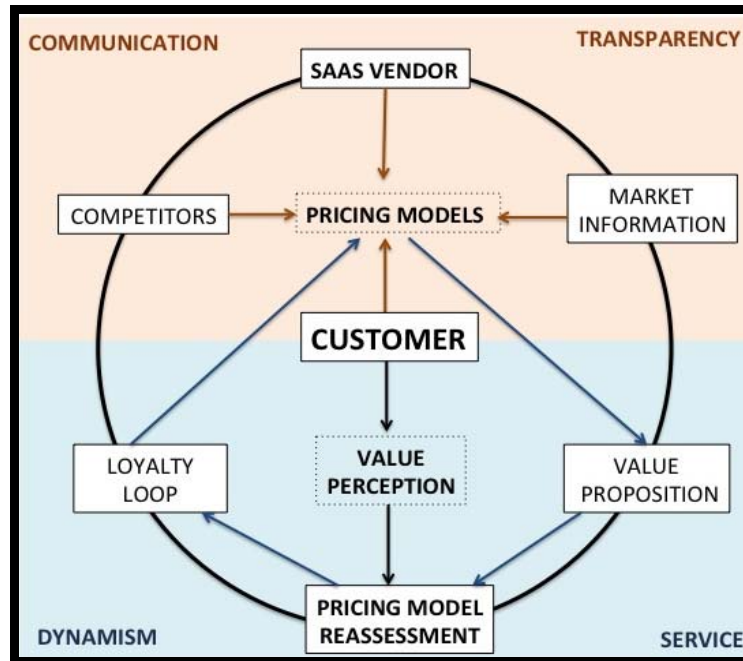 COMMUNICATION
TRANSPARENCY
SAAS VENDOR
COMPETITORS
PRICING MODELS
MARKET
INFORMATION
CUSTOMER
LOYALTY
LOOP
VALUE
PERCEPTION
VALUE
PROPOSITION
PRICING MODEL
REASSESSMENT
DYNAMISM
SERVICE